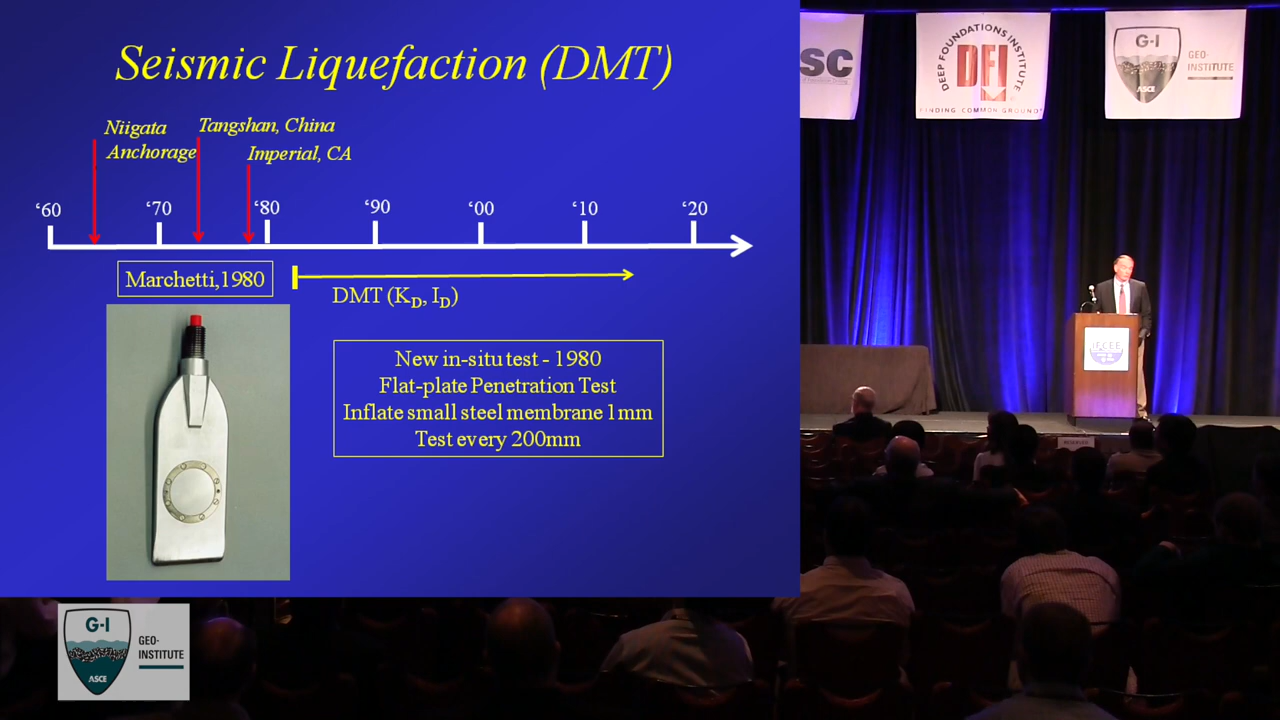 Seismic Liquefaction (DMT)
Niigata
Anchorage
Tangshan, China
Imperial, CA
‘60
‘70
‘80
‘90
‘00
‘10
‘20
Marchetti,1980
DMT (KD, ID)
New in-situ test - 1980
Flat-plate Penetration Test
Inflate small steel membrane 1mm
Test every 200mm
SC
DEEP FOUNDATIONS INSTITUTE
DFI
FINDING COMMON GROUND
G-I
GEO-
INSTITUTE
ASCE
IFCEE
RESERVED
G-I
GEO-
INSTITUTE
ASCE